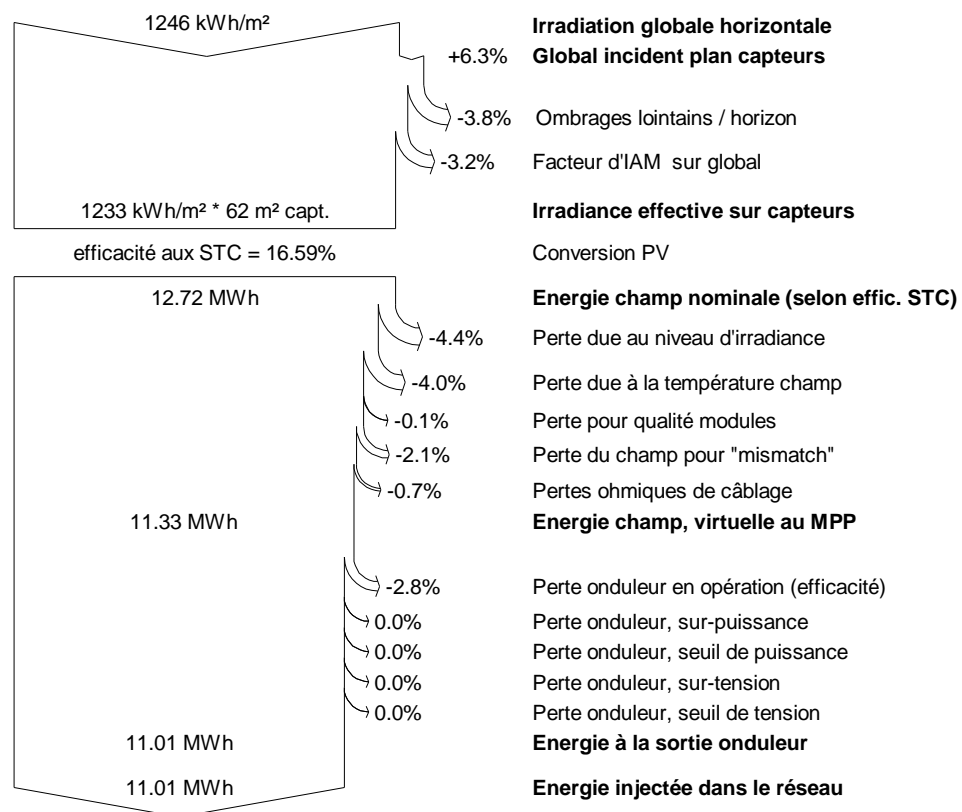 1246 kWh/m² Irradiation globale horizontale
+6.3% Global incident plan capteurs
-3.8% Ombrages lointains / horizon
-3.2% Facteur d'IAM sur global
1233 kWh/m² * 62 m² capt. Irradiance effective sur capteurs
efficacité aux STC = 16.59% Conversion PV
12.72 MWh Energie champ nominale (selon effic. STC)
-4.4% Perte due au niveau d'irradiance
-4.0% Perte due à la température champ
-0.1% Perte pour qualité modules
-2.1% Perte du champ pour "mismatch"
-0.7% Pertes ohmiques de câblage
11.33 MWh Energie champ, virtuelle au MPP
-2.8% Perte onduleur en opération (efficacité)
0.0% Perte onduleur, sur-puissance
0.0% Perte onduleur, seuil de puissance
0.0% Perte onduleur, sur-tension
0.0% Perte onduleur, seuil de tension
11.01 MWh Energie à la sortie onduleur
11.01 MWh Energie injectée dans le réseau